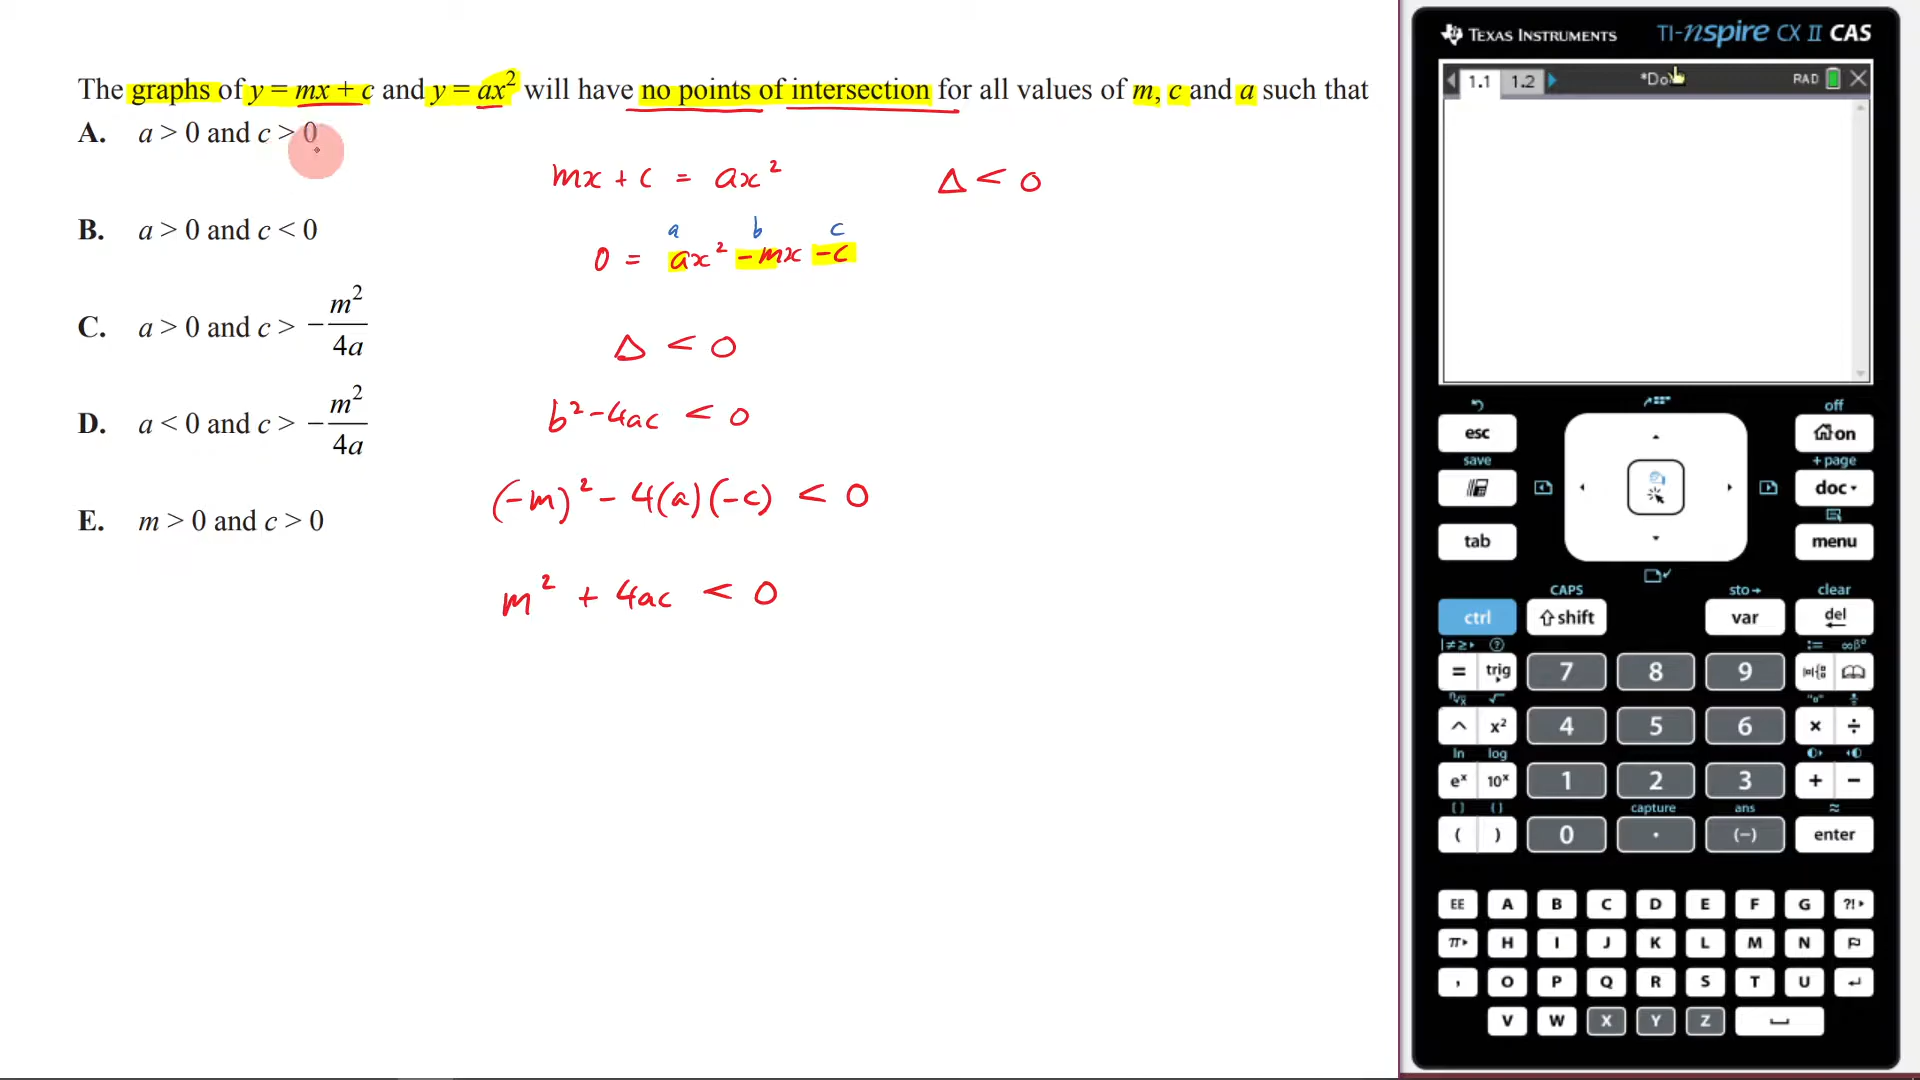 The graphs of y = mx + c and y = ax² will have no points of intersection for all values of m, c and a such that
A. a > 0 and c > 0
B. a > 0 and c < 0
C. a > 0 and c > −m²/4a
D. a < 0 and c > −m²/4a
E. m > 0 and c > 0
mx + c = ax²
Δ < 0
a b c
0 = ax² − mx − c
Δ < 0
b² − 4ac < 0
(−m)² − 4(a)(−c) < 0
m² + 4ac < 0
TEXAS INSTRUMENTS TI-nspire CX II CAS
1.1 1.2 *Do RAD
off
esc on
save + page
doc
tab menu
CAPS sto→ clear
ctrl shift var del
|≠≥▸ ? := ∞β°
= trig 7 8 9
ⁿ√x √ "□" ÷
^ x² 4 5 6 × ÷
ln log
eˣ 10ˣ 1 2 3 + −
[ ] { } capture ans ≈
( ) 0 . (−) enter
EE A B C D E F G ?!▸
π▸ H I J K L M N
, O P Q R S T U ↵
V W X Y Z